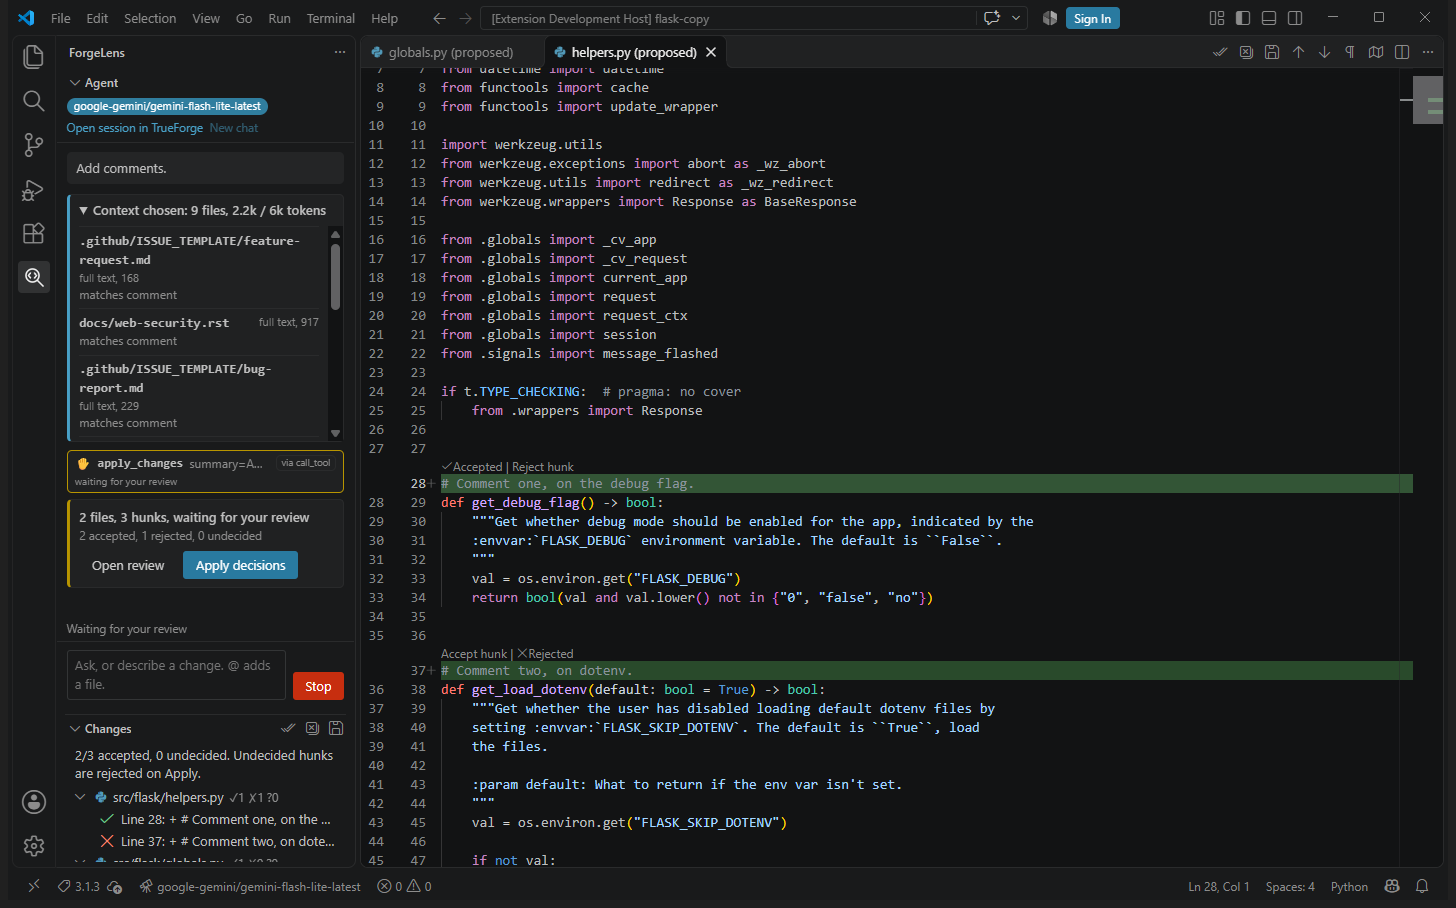 File Edit Selection View Go Run Terminal Help
[Extension Development Host] flask-copy
Sign In
ForgeLens
Agent
google-gemini/gemini-flash-lite-latest
Open session in TrueForge New chat
Add comments.
▼ Context chosen: 9 files, 2.2k / 6k tokens
.github/ISSUE_TEMPLATE/feature-
request.md
full text, 168
matches comment
docs/web-security.rst full text, 917
matches comment
.github/ISSUE_TEMPLATE/bug-
report.md
full text, 229
matches comment
apply_changes summary=A... via call_tool
waiting for your review
2 files, 3 hunks, waiting for your review
2 accepted, 1 rejected, 0 undecided
Open review Apply decisions
Waiting for your review
Ask, or describe a change. @ adds
a file.
Stop
Changes
2/3 accepted, 0 undecided. Undecided hunks
are rejected on Apply.
src/flask/helpers.py ✓1 ✗1 ?0
Line 28: + # Comment one, on the ...
Line 37: + # Comment two, on dote...
src/flask/globals.py ✓1 ✗0 ?0
globals.py (proposed)
helpers.py (proposed)
7 7 from datetime import datetime
8 8 from functools import cache
9 9 from functools import update_wrapper
10 10
11 11 import werkzeug.utils
12 12 from werkzeug.exceptions import abort as _wz_abort
13 13 from werkzeug.utils import redirect as _wz_redirect
14 14 from werkzeug.wrappers import Response as BaseResponse
15 15
16 16 from .globals import _cv_app
17 17 from .globals import _cv_request
18 18 from .globals import current_app
19 19 from .globals import request
20 20 from .globals import request_ctx
21 21 from .globals import session
22 22 from .signals import message_flashed
23 23
24 24 if t.TYPE_CHECKING:  # pragma: no cover
25 25     from .wrappers import Response
26 26
27 27
✓Accepted | Reject hunk
28+ # Comment one, on the debug flag.
28 29 def get_debug_flag() -> bool:
29 30     """Get whether debug mode should be enabled for the app, indicated by the
30 31     :envvar:`FLASK_DEBUG` environment variable. The default is ``False``.
31 32     """
32 33     val = os.environ.get("FLASK_DEBUG")
33 34     return bool(val and val.lower() not in {"0", "false", "no"})
34 35
35 36
Accept hunk | ✕Rejected
37+ # Comment two, on dotenv.
36 38 def get_load_dotenv(default: bool = True) -> bool:
37 39     """Get whether the user has disabled loading default dotenv files by
38 40     setting :envvar:`FLASK_SKIP_DOTENV`. The default is ``True``, load
39 41     the files.
40 42
41 43     :param default: What to return if the env var isn't set.
42 44     """
43 45     val = os.environ.get("FLASK_SKIP_DOTENV")
44 46
45 47     if not val:
3.1.3 google-gemini/gemini-flash-lite-latest 0 0
Ln 28, Col 1 Spaces: 4 Python